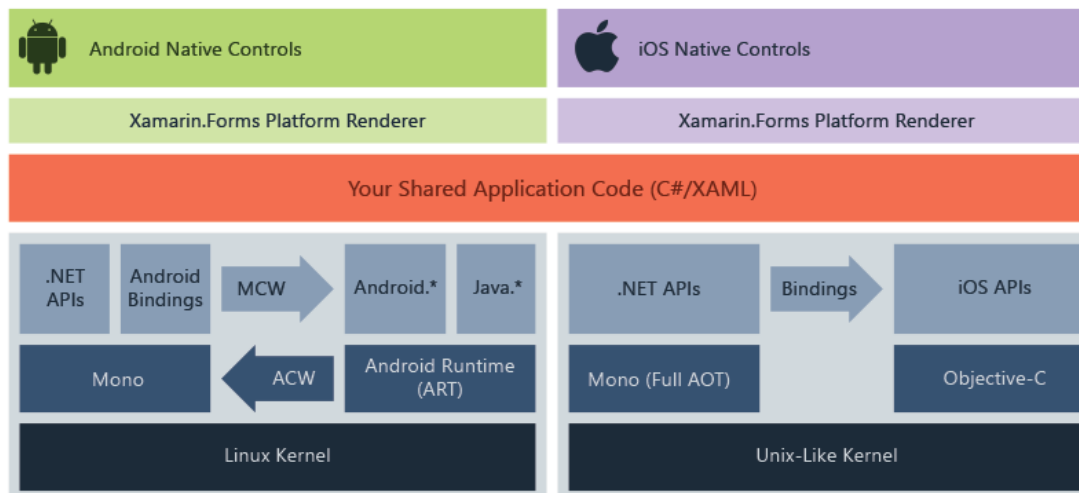 Android Native Controls
iOS Native Controls
Xamarin.Forms Platform Renderer
Xamarin.Forms Platform Renderer
Your Shared Application Code (C#/XAML)
.NET
APIs
Android
Bindings
MCW
Android.*
Java.*
.NET APIs
Bindings
iOS APIs
Mono
ACW
Android Runtime
(ART)
Mono (Full AOT)
Objective-C
Linux Kernel
Unix-Like Kernel